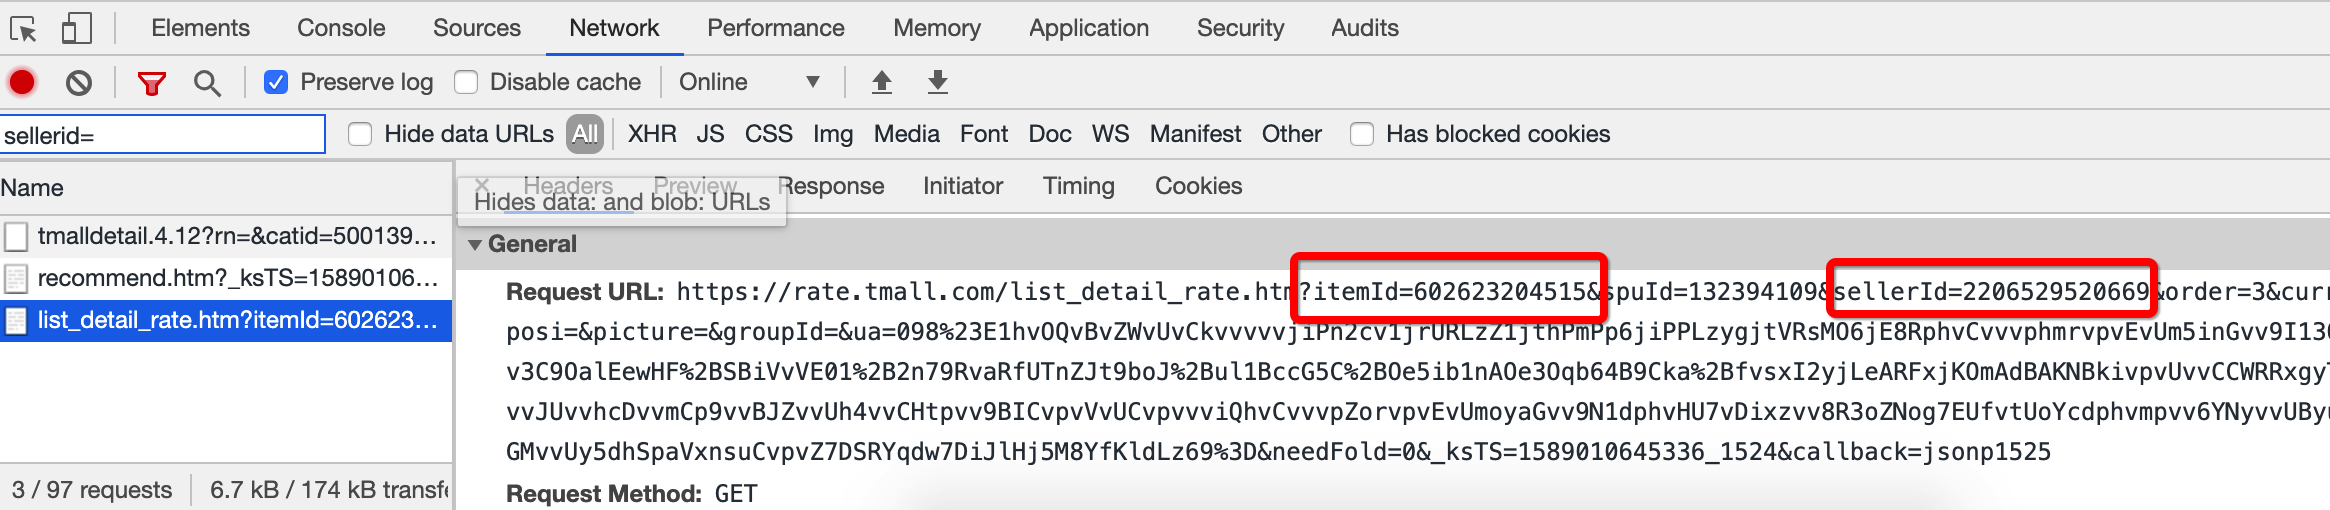 Elements Console Sources Network Performance Memory Application Security Audits
Preserve log Disable cache Online
sellerid= Hide data URLs All XHR JS CSS Img Media Font Doc WS Manifest Other Has blocked cookies
Name
Headers Preview Response Initiator Timing Cookies
Hides data: and blob: URLs
tmalldetail.4.12?rn=&catid=500139...
recommend.htm?_ksTS=15890106...
list_detail_rate.htm?itemId=602623...
General
Request URL: https://rate.tmall.com/list_detail_rate.htm?itemId=602623204515&spuId=132394109&sellerId=2206529520669&order=3&curr
posi=&picture=&groupId=&ua=098%23E1hvOQvBvZWvUvCkvvvvvjiPn2cv1jrURLzZ1jthPmPp6jiPPLzygjtVRsMO6jE8RphvCvvvphmrvpvEvUm5inGvv9I130
v3C9OalEewHF%2BSBiVvVE01%2B2n79RvaRfUTnZJt9boJ%2Bul1BccG5C%2BOe5ib1nAOe3Oqb64B9Cka%2BfvsxI2yjLeARFxjKOmAdBAKNBkivpvUvvCCWRRxgy
vvJUvvhcDvvmCp9vvBJZvvUh4vvCHtpvv9BICvpvVvUCvpvvviQhvCvvvpZorvpvEvUmoyaGvv9N1dphvHU7vDixzvv8R3oZNog7EUfvtUoYcdphvmpvv6YNyvvUBy
GMvvUy5dhSpaVxnsuCvpvZ7DSRYqdw7DiJlHj5M8YfKldLz69%3D&needFold=0&_ksTS=1589010645336_1524&callback=jsonp1525
Request Method: GET
3 / 97 requests 6.7 kB / 174 kB transfe